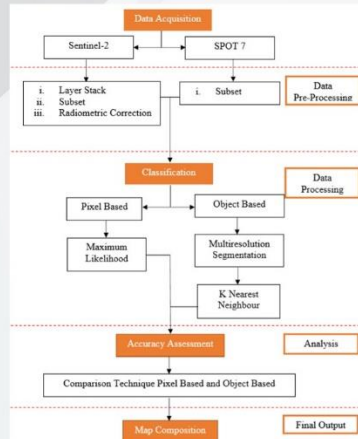 Data Acquisition
Sentinel-2
SPOT 7
i. Layer Stack
ii. Subset
iii. Radiometric Correction
i. Subset
Data
Pre-Processing
Classification
Data
Processing
Pixel Based
Object Based
Maximum
Likelihood
Multiresolution
Segmentation
K Nearest
Neighbour
Accuracy Assessment
Analysis
Comparison Technique Pixel Based and Object Based
Map Composition
Final Output